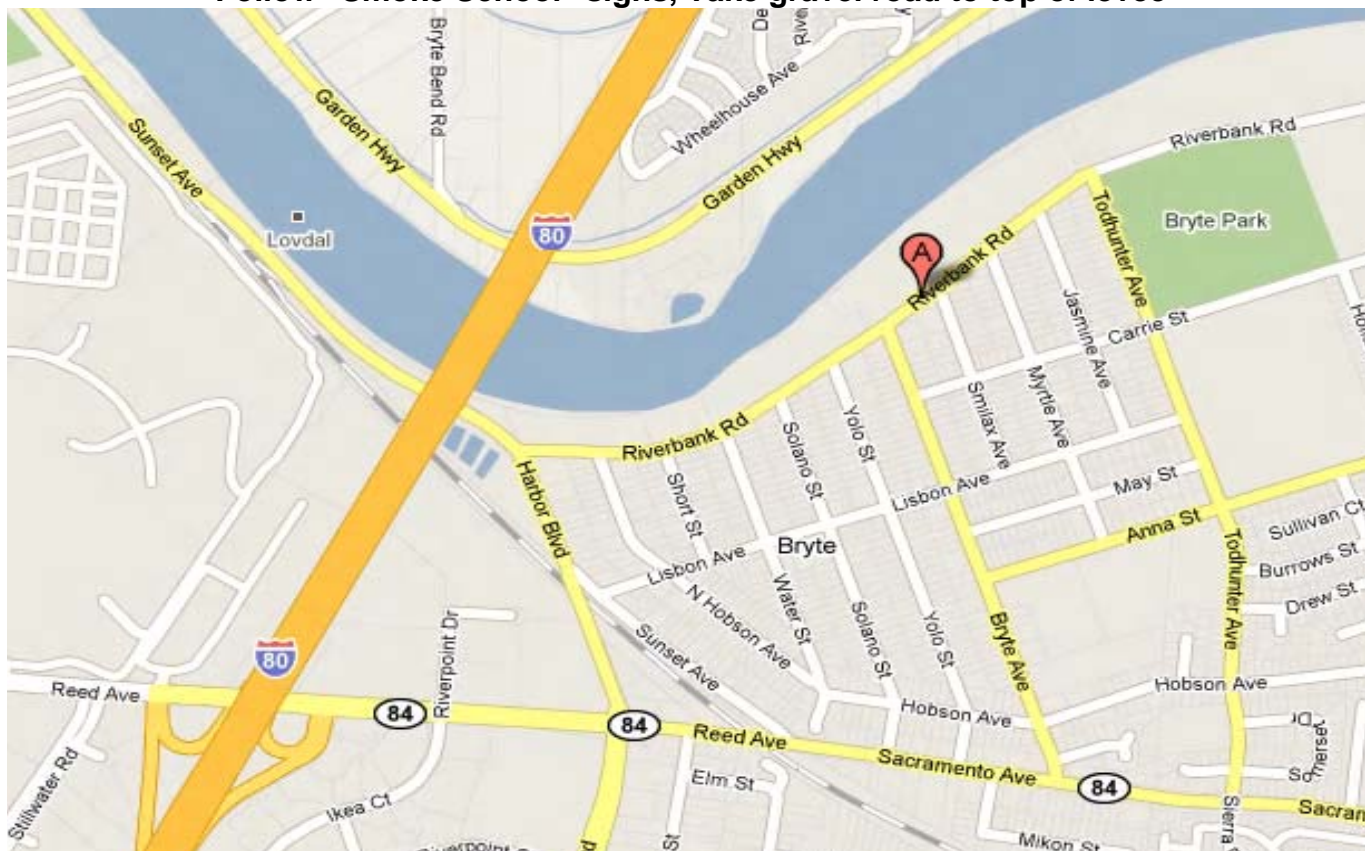 Follow "Smoke School" signs, Take gravel road to top of levee
Bryte Bend Rd
Wheelhouse Ave
Garden Hwy
Garden Hwy
Sunset Ave
Lovdal
80
Riverbank Rd
Bryte Park
A
Riverbank Rd
Todhunter Ave
Jasmine Ave
Carrie St
Myrtle Ave
Smilax Ave
Yolo St
Solano St
Riverbank Rd
Short St
Harbor Blvd
Lisbon Ave
May St
Anna St
Sullivan Ct
Burrows St
Drew St
Todhunter Ave
Bryte
Lisbon Ave
N Hobson Ave
Water St
Solano St
Yolo St
Bryte Ave
Sunset Ave
Riverpoint Dr
80
Reed Ave
84
84
Reed Ave
Hobson Ave
Hobson Ave
Sacramento Ave
84
Elm St
Ikea Ct
Stillwater Rd
Mikon St